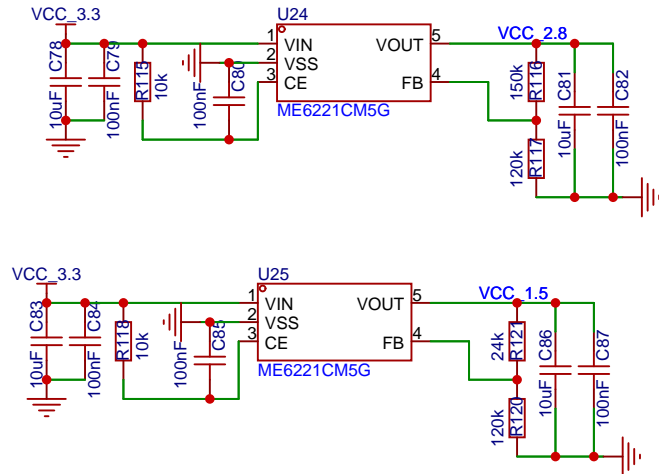 U24
VCC_3.3
VCC_2.8
1 VIN VOUT 5
2 VSS
3 CE FB 4
ME6221CM5G
C78
10uF
C79
100nF
R115
10k
C80
100nF
R116
150k
R117
120k
C81
10uF
C82
100nF
U25
VCC_3.3
VCC_1.5
1 VIN VOUT 5
2 VSS
3 CE FB 4
ME6221CM5G
C83
10uF
C84
100nF
R118
10k
C85
100nF
R121
24k
R120
120k
C86
10uF
C87
100nF